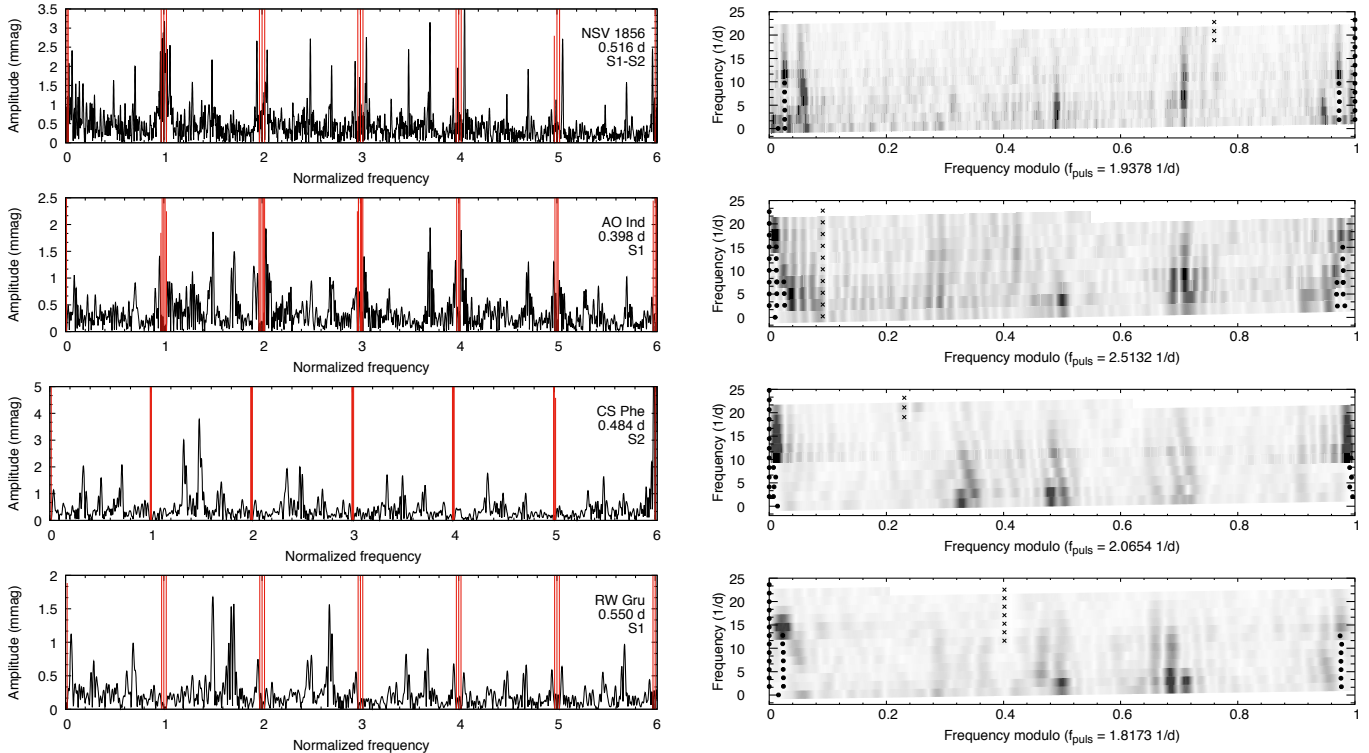 Amplitude (mmag)
3.5
3
2.5
2
1.5
1
0.5
0
NSV 1856
0.516 d
S1-S2
0 1 2 3 4 5 6
Normalized frequency
Frequency (1/d)
25
20
15
10
5
0
0 0.2 0.4 0.6 0.8 1
Frequency modulo (f_puls = 1.9378 1/d)
Amplitude (mmag)
2.5
2
1.5
1
0.5
0
AO Ind
0.398 d
S1
0 1 2 3 4 5 6
Normalized frequency
Frequency (1/d)
25
20
15
10
5
0
0 0.2 0.4 0.6 0.8 1
Frequency modulo (f_puls = 2.5132 1/d)
Amplitude (mmag)
5
4
3
2
1
0
CS Phe
0.484 d
S2
0 1 2 3 4 5 6
Normalized frequency
Frequency (1/d)
25
20
15
10
5
0
0 0.2 0.4 0.6 0.8 1
Frequency modulo (f_puls = 2.0654 1/d)
Amplitude (mmag)
2
1.5
1
0.5
0
RW Gru
0.550 d
S1
0 1 2 3 4 5 6
Normalized frequency
Frequency (1/d)
25
20
15
10
5
0
0 0.2 0.4 0.6 0.8 1
Frequency modulo (f_puls = 1.8173 1/d)